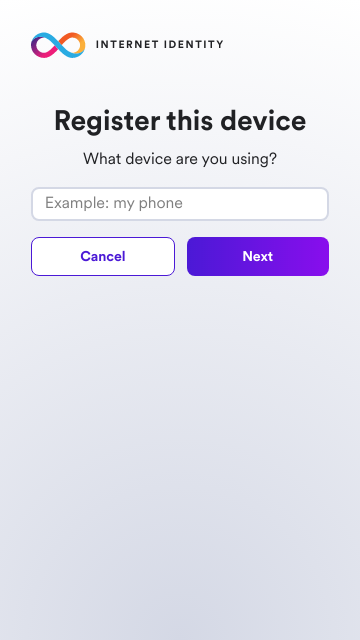 INTERNET IDENTITY
Register this device
What device are you using?
Example: my phone
Cancel
Next